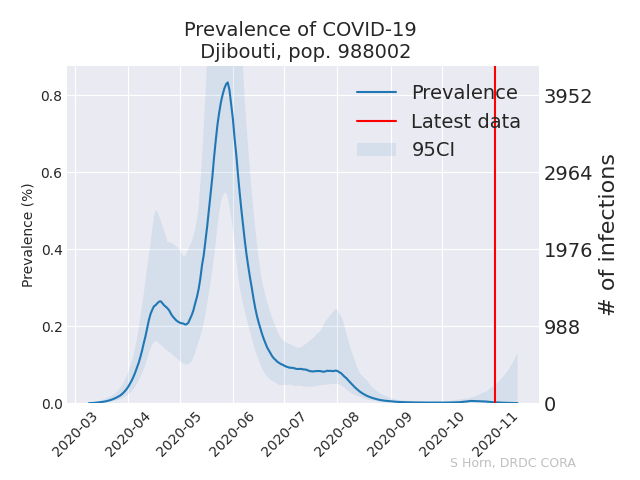 Prevalence of COVID-19
Djibouti, pop. 988002
Prevalence
Latest data
95CI
Prevalence (%)
0.8
0.6
0.4
0.2
0.0
3952
2964
1976
988
0
# of infections
2020-03
2020-04
2020-05
2020-06
2020-07
2020-08
2020-09
2020-10
2020-11
S Horn, DRDC CORA